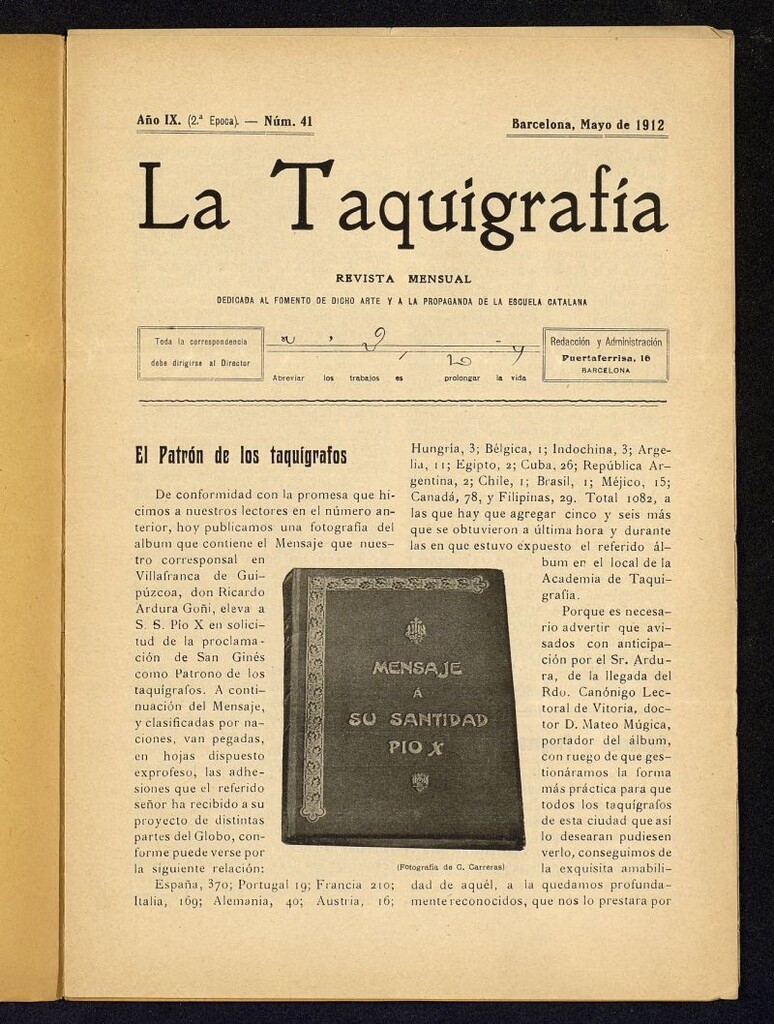 Año IX. (2.ª Epoca). — Núm. 41
Barcelona, Mayo de 1912
La Taquigrafía
REVISTA MENSUAL
DEDICADA AL FOMENTO DE DICHO ARTE Y A LA PROPAGANDA DE LA ESCUELA CATALANA
Toda la correspondencia
debe dirigirse al Director
Abreviar los trabajos es prolongar la vida
Redacción y Administración
Puertaferrisa, 16
BARCELONA
El Patrón de los taquígrafos
De conformidad con la promesa que hi-
cimos a nuestros lectores en el número an-
terior, hoy publicamos una fotografía del
album que contiene el Mensaje que nues-
tro corresponsal en
Villafranca de Gui-
púzcoa, don Ricardo
Ardura Goñi, eleva a
S. S. Pío X en solici-
tud de la proclama-
ción de San Ginés
como Patrono de los
taquígrafos. A conti-
nuación del Mensaje,
y clasificadas por na-
ciones, van pegadas,
en hojas dispuesto
exprofeso, las adhe-
siones que el referido
señor ha recibido a su
proyecto de distintas
partes del Globo, con-
forme puede verse por
la siguiente relación:
España, 370; Portugal 19; Francia 210;
Italia, 169; Alemania, 40; Austria, 16;
MENSAJE
Á
SU SANTIDAD
PIO X
(Fotografía de C. Carreras)
Hungría, 3; Bélgica, 1; Indochina, 3; Arge-
lia, 11; Egipto, 2; Cuba, 26; República Ar-
gentina, 2; Chile, 1; Brasil, 1; Méjico, 15;
Canadá, 78, y Filipinas, 29. Total 1082, a
las que hay que agregar cinco y seis más
que se obtuvieron a última hora y durante
las en que estuvo expuesto el referido ál-
bum en el local de la
Academia de Taqui-
grafía.
Porque es necesa-
rio advertir que avi-
sados con anticipa-
ción por el Sr. Ardu-
ra, de la llegada del
Rdo. Canónigo Lec-
toral de Vitoria, doc-
tor D. Mateo Múgica,
portador del álbum,
con ruego de que ges-
tionáramos la forma
más práctica para que
todos los taquígrafos
de esta ciudad que así
lo desearan pudiesen
verlo, conseguimos de
la exquisita amabili-
dad de aquél, a la quedamos profunda-
mente reconocidos, que nos lo prestara por